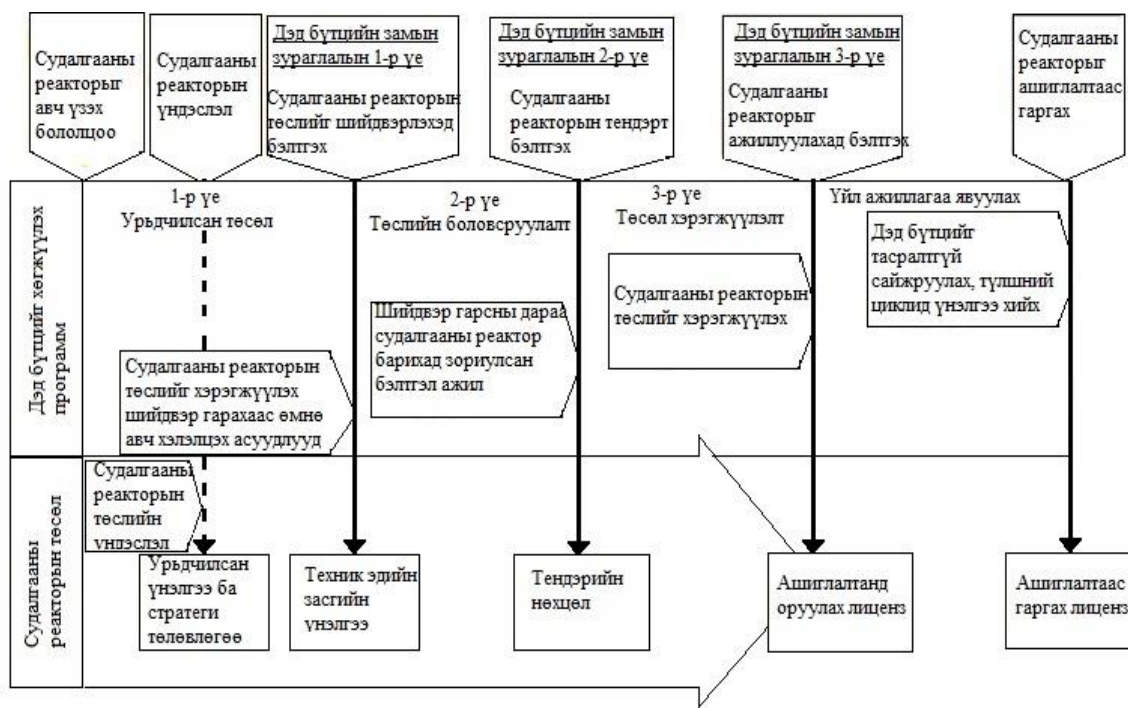 Судалгааны
реакторыг
авч үзэх
бололцоо
Судалгааны
реакторын
үндэслэл
Дэд бүтцийн замын
зураглалын 1-р үе
Судалгааны реакторын
төслийг шийдвэрлэхэд
бэлтгэх
Дэд бүтцийн замын
зураглалын 2-р үе
Судалгааны
реакторын тендэрт
бэлтгэх
Дэд бүтцийн замын
зураглалын 3-р үе
Судалгааны
реакторыг
ажиллуулахад бэлтгэх
Судалгааны
реакторыг
ашиглалтаас
гаргах
Дэд бүтцийг хөгжүүлэх
программ
1-р үе
Урьдчилсан төсөл
2-р үе
Төслийн боловсруулалт
3-р үе
Төсөл хэрэгжүүлэлт
Үйл ажиллагаа явуулах
Дэд бүтцийг
тасралтгүй
сайжруулах, түлшний
циклид үнэлгээ хийх
Судалгааны реакторын
төслийг хэрэгжүүлэх
Шийдвэр гарсны дараа
судалгааны реактор
барихад зориулсан
бэлтгэл ажил
Судалгааны реакторын
төслийг хэрэгжүүлэх
шийдвэр гарахаас өмнө
авч хэлэлцэх асуудлууд
Судалгааны
реакторын төсөл
Судалгааны
реакторын
төслийн
үндэслэл
Урьдчилсан
үнэлгээ ба
стратеги
төлөвлөгөө
Техник эдийн
засгийн
үнэлгээ
Тендэрийн
нөхцөл
Ашиглалтанд
оруулах лиценз
Ашиглалтаас
гаргах лиценз